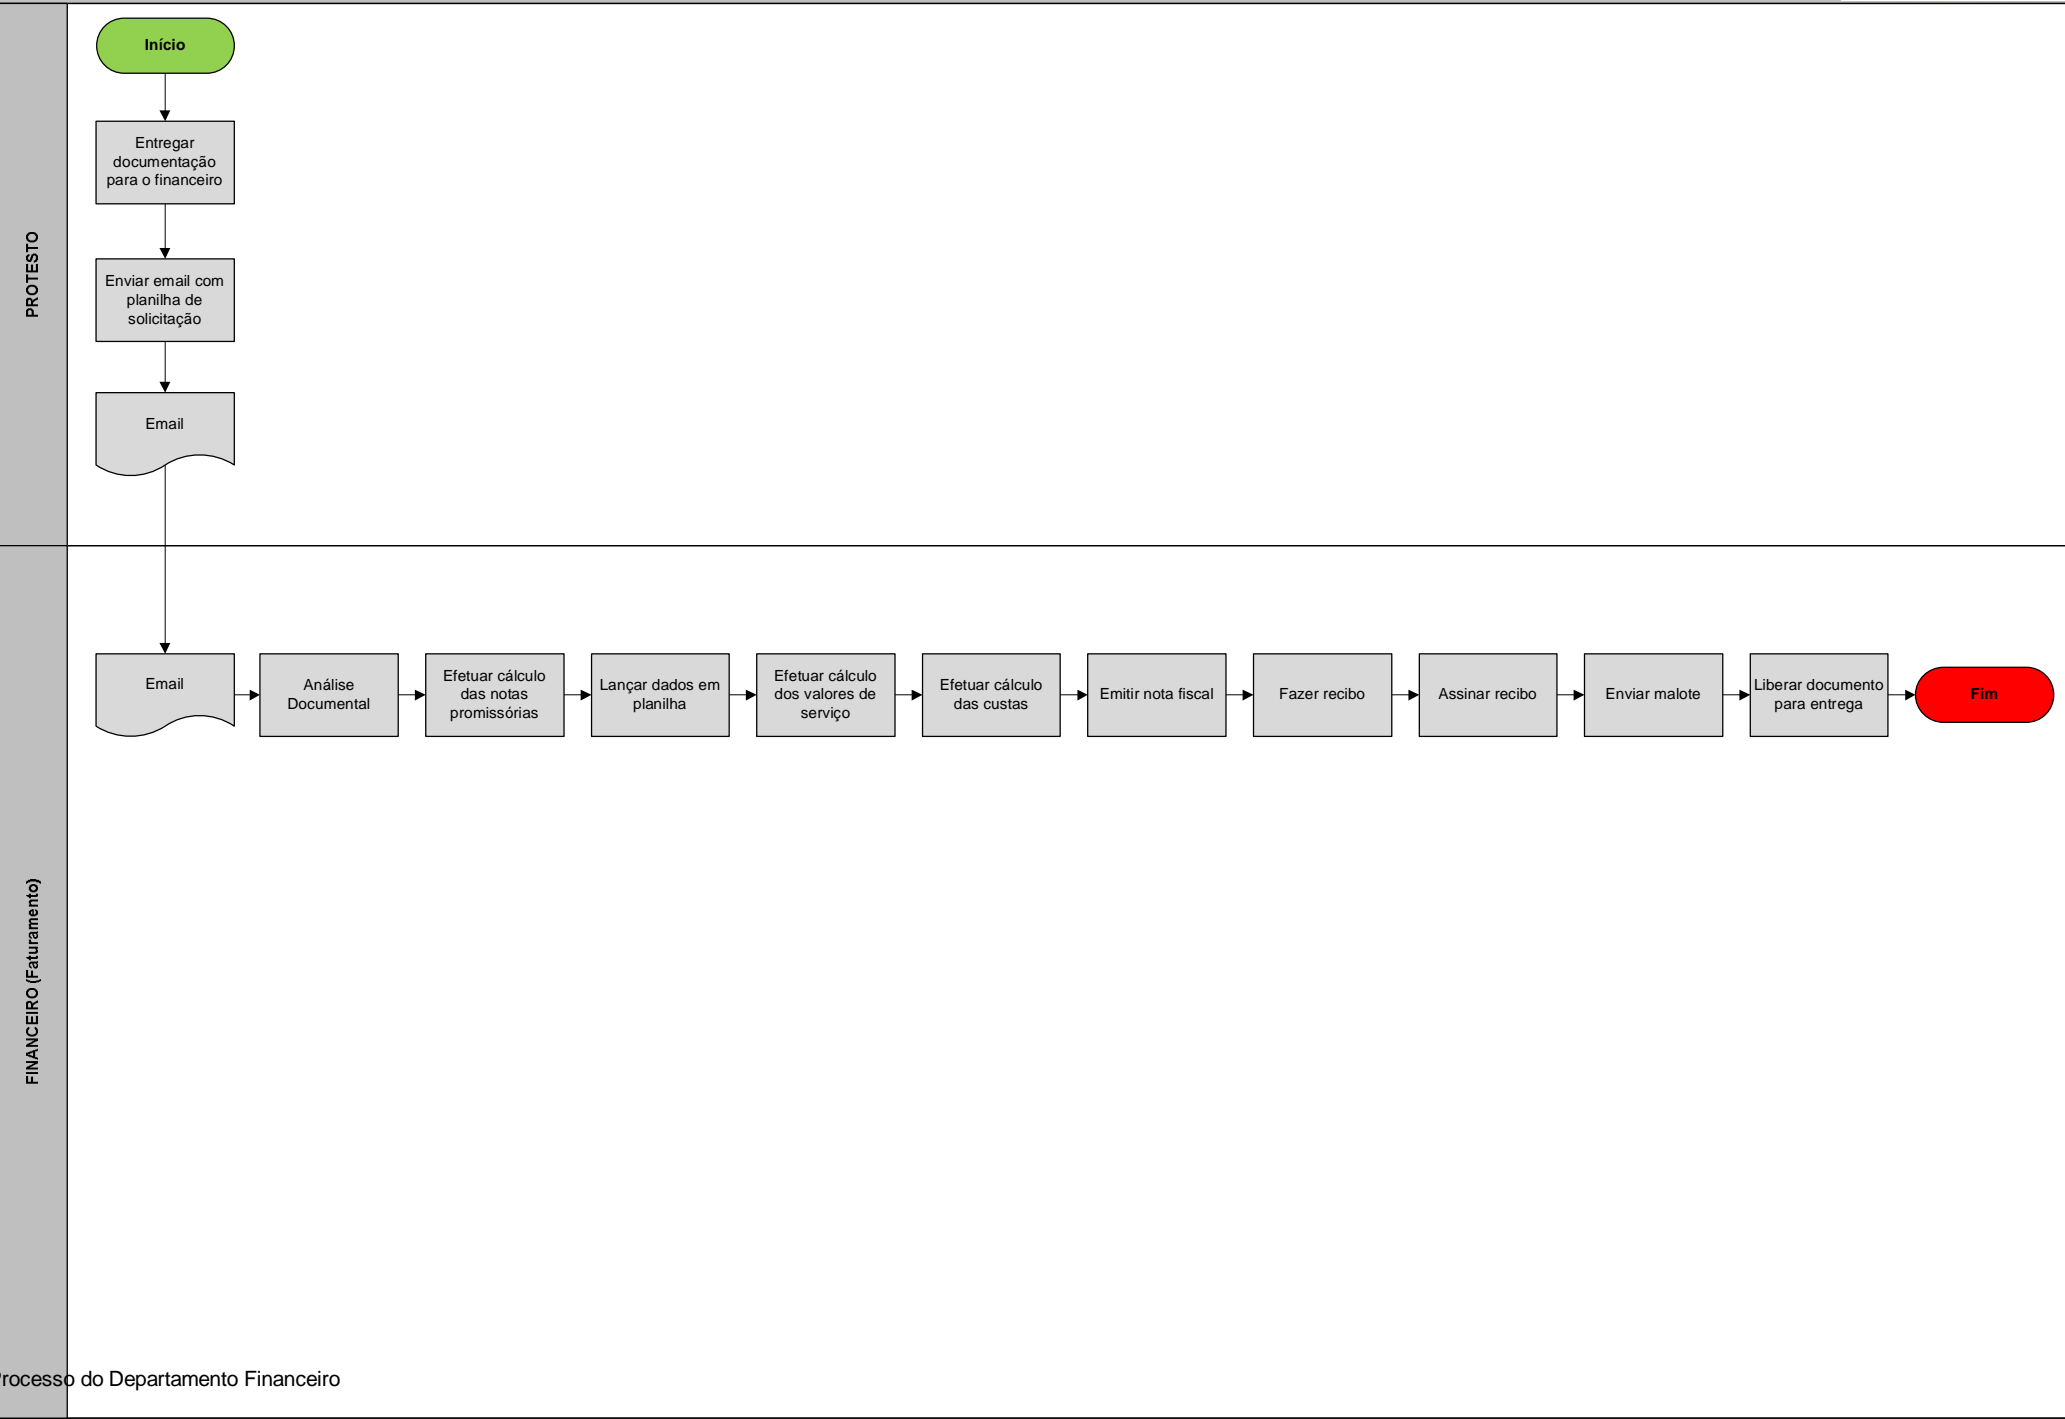 Início
Entregar
documentação
para o financeiro
PROTESTO
Enviar email com
planilha de
solicitação
Email
Email
Análise
Documental
Efetuar cálculo
das notas
promissórias
Lançar dados em
planilha
Efetuar cálculo
dos valores de
serviço
Efetuar cálculo
das custas
Emitir nota fiscal
Fazer recibo
Assinar recibo
Enviar malote
Liberar documento
para entrega
Fim
FINANCEIRO (Faturamento)
rocesso do Departamento Financeiro